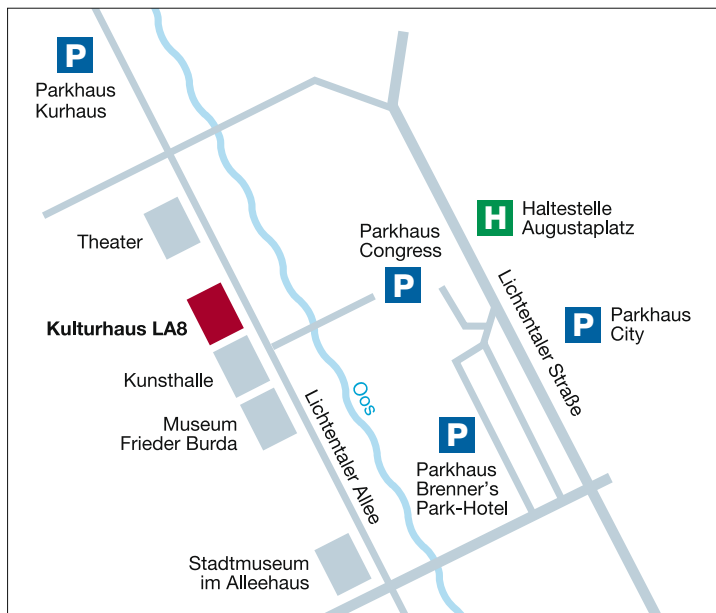 P
Parkhaus
Kurhaus
Theater
Kulturhaus LA8
Kunsthalle
Museum
Frieder Burda
Stadtmuseum
im Alleehaus
Lichtentaler Allee
Oos
Parkhaus
Congress
P
H
Haltestelle
Augustaplatz
Lichtentaler Straße
P
Parkhaus
City
P
Parkhaus
Brenner's
Park-Hotel